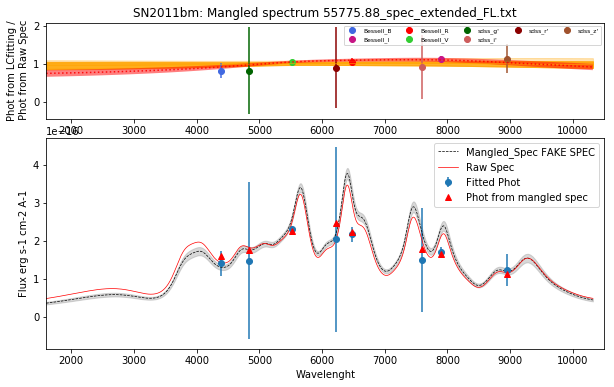 SN2011bm: Mangled spectrum 55775.88_spec_extended_FL.txt
Phot from LCfitting /
Phot from Raw Spec
2
1
0
Bessell_B
Bessell_I
Bessell_R
Bessell_V
sdss_g'
sdss_i'
sdss_r'
sdss_z'
2000 3000 4000 5000 6000 7000 8000 9000 10000
1e−16
Flux erg s-1 cm-2 A-1
4
3
2
1
0
Mangled_Spec FAKE SPEC
Raw Spec
Fitted Phot
Phot from mangled spec
2000 3000 4000 5000 6000 7000 8000 9000 10000
Wavelenght